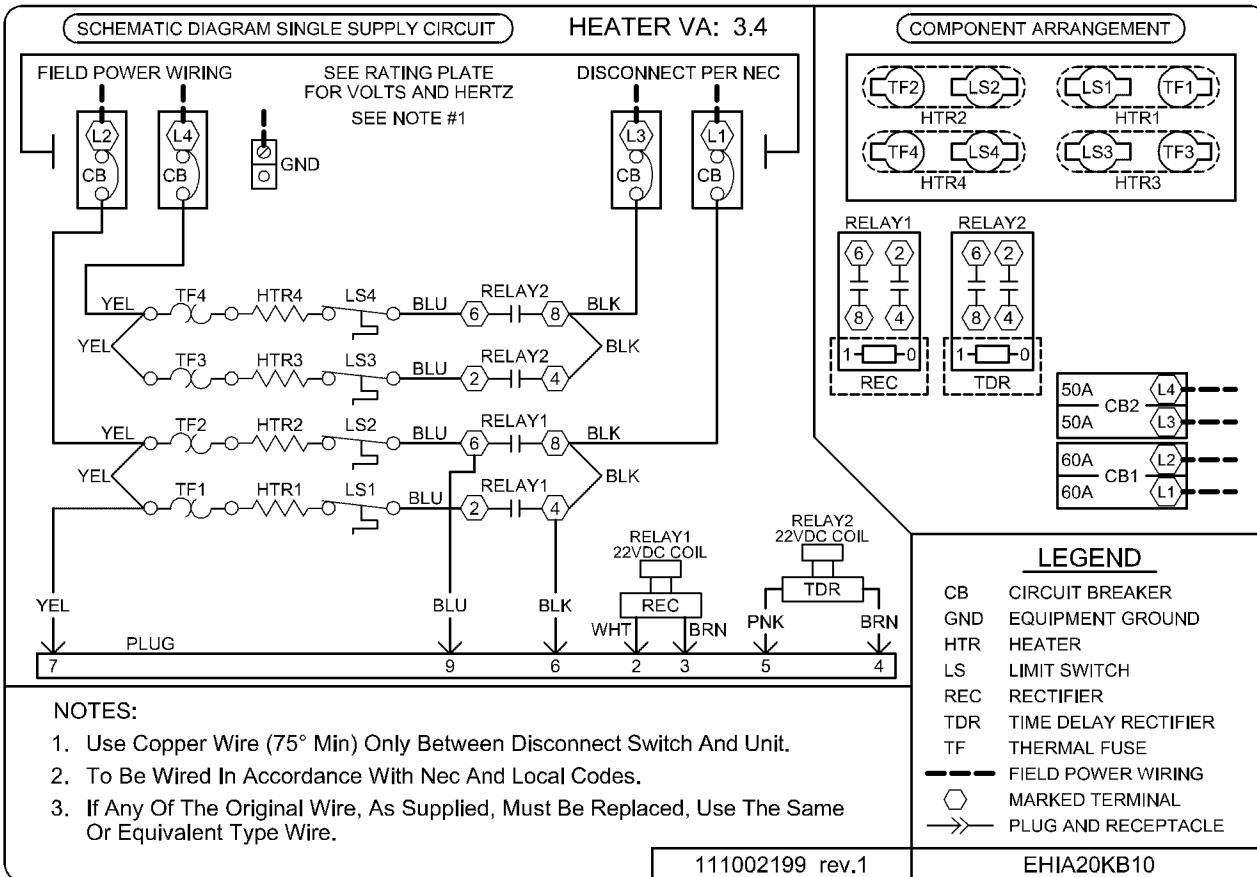 SCHEMATIC DIAGRAM SINGLE SUPPLY CIRCUIT
HEATER VA: 3.4
FIELD POWER WIRING
SEE RATING PLATE
FOR VOLTS AND HERTZ
SEE NOTE #1
DISCONNECT PER NEC
L2
L4
L3
L1
CB
CB
GND
CB
CB
YEL
TF4
HTR4
LS4
BLU
6
RELAY2
8
BLK
YEL
TF3
HTR3
LS3
BLU
2
RELAY2
4
BLK
YEL
TF2
HTR2
LS2
BLU
6
RELAY1
8
BLK
YEL
TF1
HTR1
LS1
BLU
2
RELAY1
4
BLK
RELAY1
22VDC COIL
REC
RELAY2
22VDC COIL
TDR
YEL
BLU
BLK
WHT
BRN
PNK
BRN
PLUG
7
9
6
2
3
5
4
NOTES:
1. Use Copper Wire (75° Min) Only Between Disconnect Switch And Unit.
2. To Be Wired In Accordance With Nec And Local Codes.
3. If Any Of The Original Wire, As Supplied, Must Be Replaced, Use The Same
Or Equivalent Type Wire.
COMPONENT ARRANGEMENT
TF2
LS2
LS1
TF1
HTR2
HTR1
TF4
LS4
LS3
TF3
HTR4
HTR3
RELAY1
RELAY2
6
2
6
2
8
4
8
4
1
0
1
0
REC
TDR
50A
L4
CB2
50A
L3
60A
L2
CB1
60A
L1
LEGEND
CB CIRCUIT BREAKER
GND EQUIPMENT GROUND
HTR HEATER
LS LIMIT SWITCH
REC RECTIFIER
TDR TIME DELAY RECTIFIER
TF THERMAL FUSE
FIELD POWER WIRING
MARKED TERMINAL
PLUG AND RECEPTACLE
111002199 rev.1
EHIA20KB10